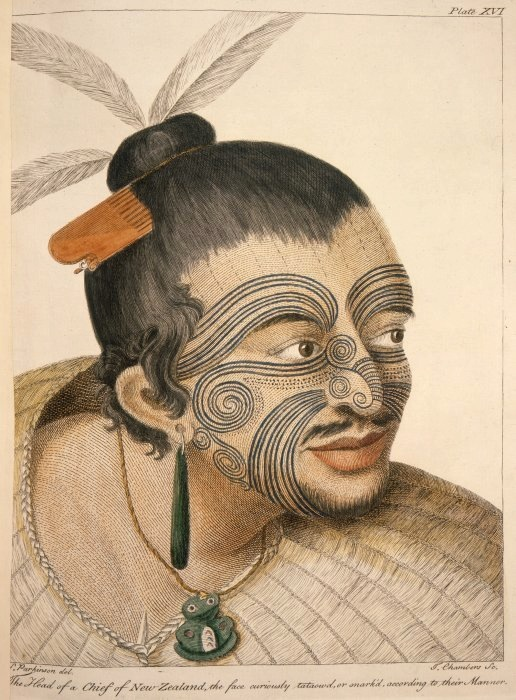 Plate XVI
S. Parkinson del.
T. Chambers Sc.
The Head of a Chief of New Zealand, the face curiously tataow'd, or mark'd, according to their Manner.